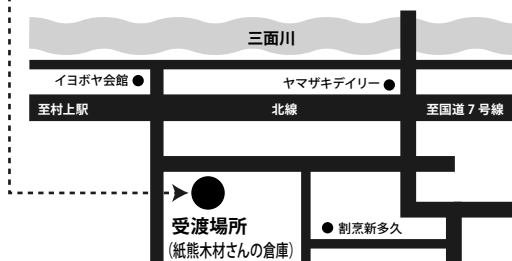 三面川
イヨボヤ会館
ヤマザキデイリー
至村上駅
北線
至国道7号線
受渡場所
(紙熊木材さんの倉庫)
割烹新多久